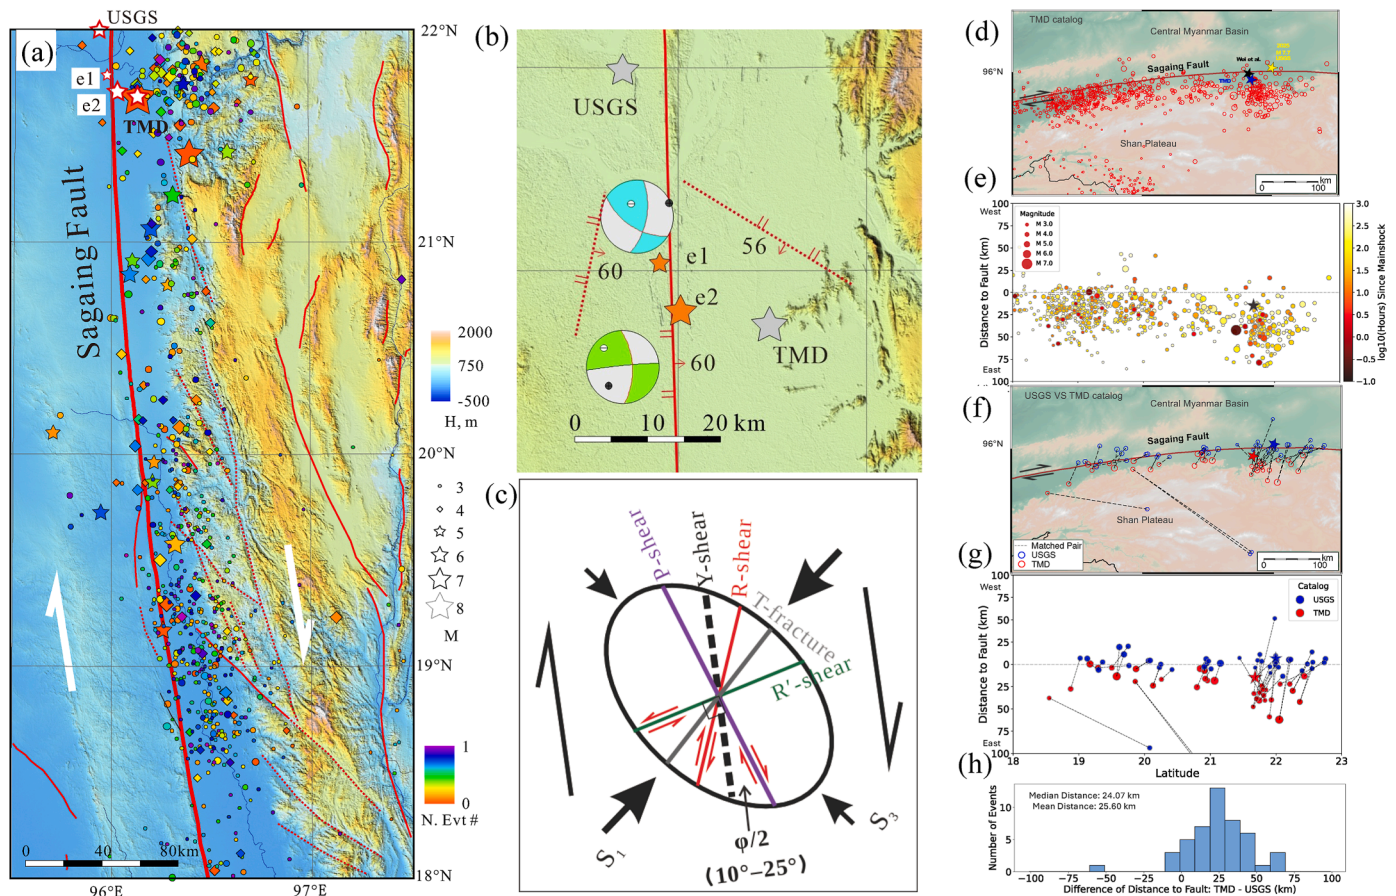 (a)
USGS
e1
e2
TMD
Sagaing Fault
22°N
21°N
20°N
19°N
18°N
96°E
97°E
2000
750
-500
H, m
3
4
5
6
7
8
M
1
0
N. Evt #
0 40 80km
(b)
USGS
e1
e2
TMD
60
56
60
0 10 20 km
(c)
P-shear
Y-shear
R-shear
T-fracture
R'-shear
S1
S3
φ/2
(10°–25°)
(d)
TMD catalog
Central Myanmar Basin
96°N
Sagaing Fault
Wei et al.
TMD
Shan Plateau
km
0 100
(e)
100
West
75
50
25
0
25
50
75
East
100
Distance to Fault (km)
Magnitude
M 3.0
M 4.0
M 5.0
M 6.0
M 7.0
3.0
2.5
2.0
1.5
1.0
0.5
0.0
−0.5
−1.0
log10(Hours) Since Mainshock
(f)
USGS VS TMD catalog
Central Myanmar Basin
96°N
Sagaing Fault
Shan Plateau
Matched Pair
USGS
TMD
km
0 100
(g)
100
West
75
50
25
0
25
50
75
East
100
Distance to Fault (km)
Catalog
USGS
TMD
18 19 20 21 22 23
Latitude
(h)
Median Distance: 24.07 km
Mean Distance: 25.60 km
10
5
0
Number of Events
−100 −75 −50 −25 0 25 50 75 100
Difference of Distance to Fault: TMD - USGS (km)